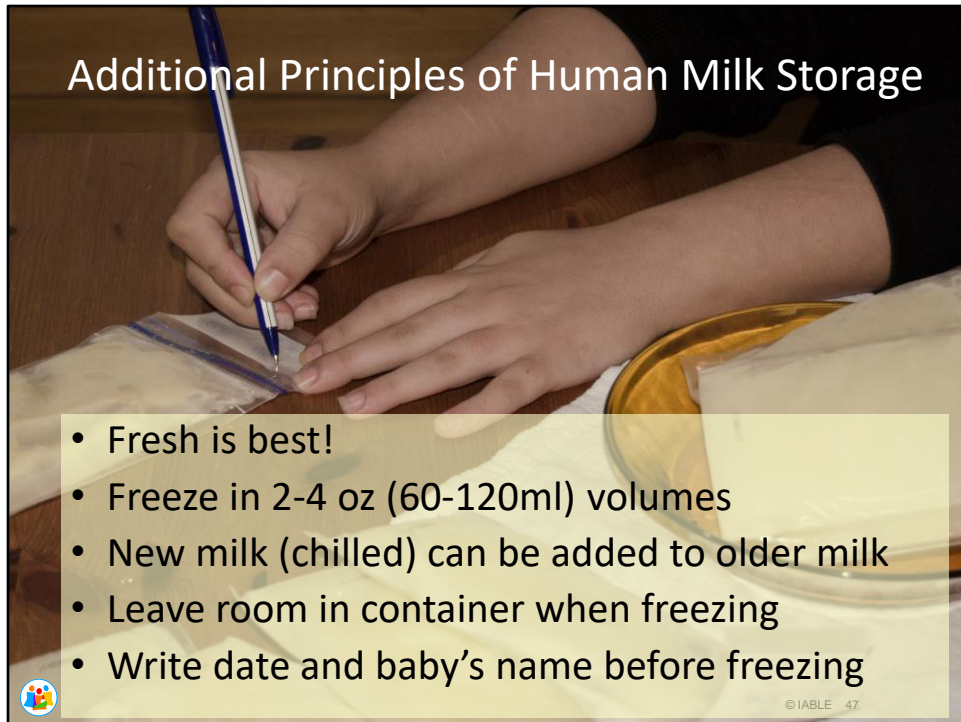 Additional Principles of Human Milk Storage
• Fresh is best!
• Freeze in 2-4 oz (60-120ml) volumes
• New milk (chilled) can be added to older milk
• Leave room in container when freezing
• Write date and baby’s name before freezing
© IABLE 47